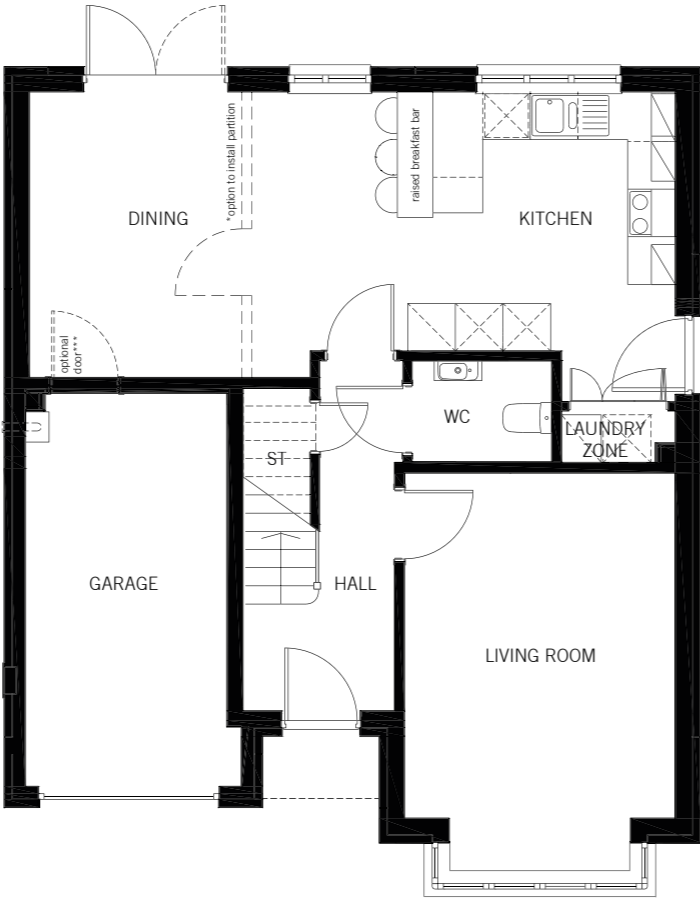 *option to install partition
raised breakfast bar
DINING
KITCHEN
optional
door***
WC
LAUNDRY
ZONE
ST
GARAGE
HALL
LIVING ROOM